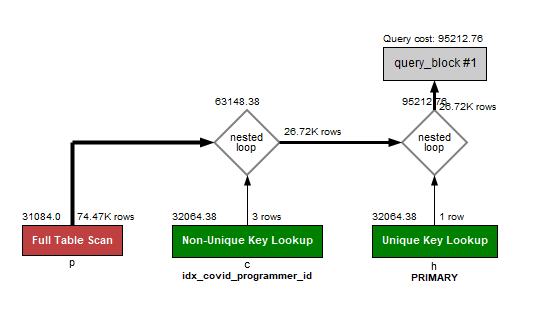 Query cost: 95212.76
query_block #1
63148.38
95212.76
26.72K rows
nested
loop
26.72K rows
nested
loop
31084.0
74.47K rows
32064.38
3 rows
32064.38
1 row
Full Table Scan
Non-Unique Key Lookup
Unique Key Lookup
p
c
h
idx_covid_programmer_id
PRIMARY